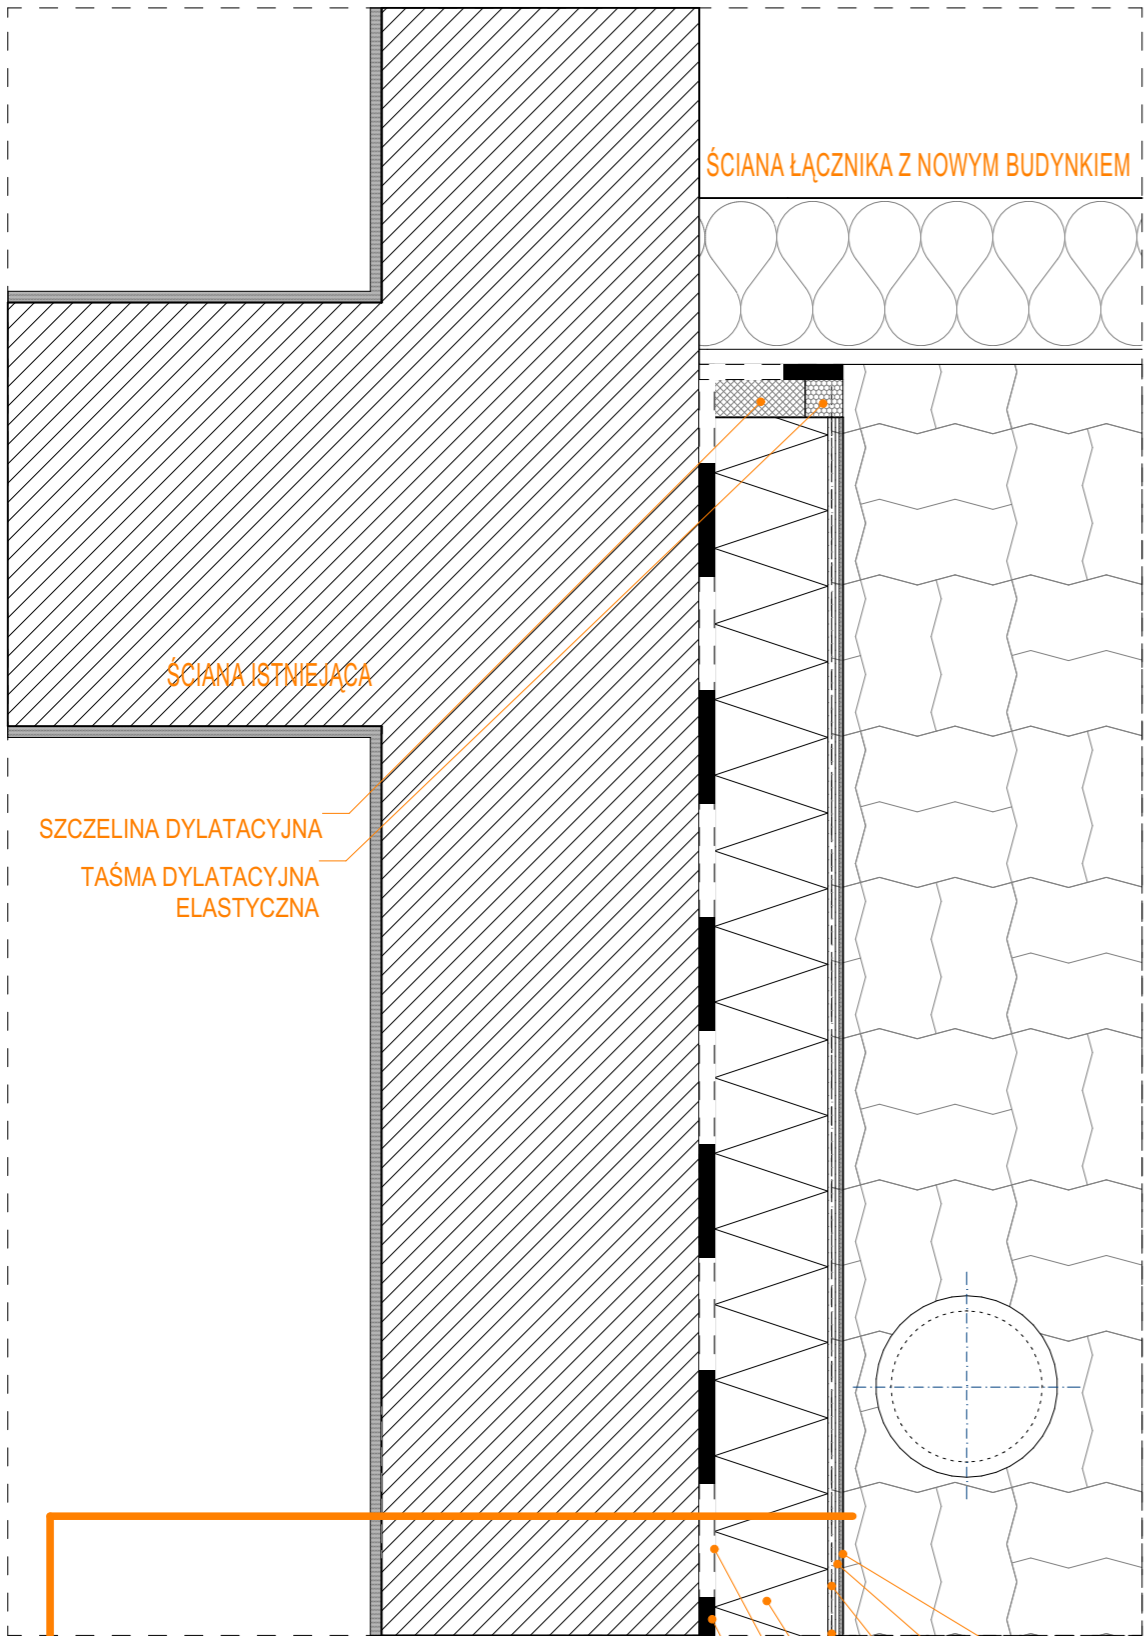 ŚCIANA ŁĄCZNIKA Z NOWYM BUDYNKIEM
ŚCIANA ISTNIEJĄCA
SZCZELINA DYLATACYJNA
TAŚMA DYLATACYJNA
ELASTYCZNA